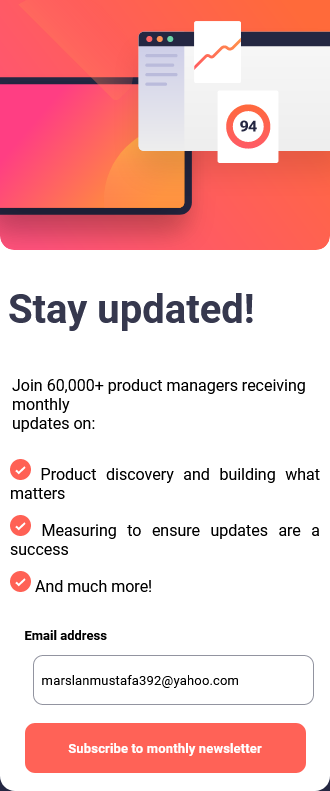 94
Stay updated!
Join 60,000+ product managers receiving
monthly
updates on:
Product discovery and building what
matters
Measuring to ensure updates are a
success
And much more!
Email address
marslanmustafa392@yahoo.com
Subscribe to monthly newsletter